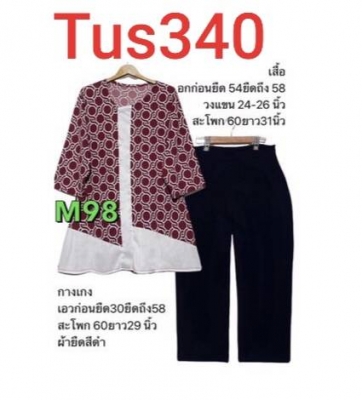 Tus340
เสื้อ
อกก่อนยืด 54ยืดถึง 58
วงแขน 24-26 นิ้ว
สะโพก 60ยาว31นิ้ว
M98
กางเกง
เอวก่อนยืด30ยืดถึง58
สะโพก 60ยาว29 นิ้ว
ผ้ายืดสีดำ